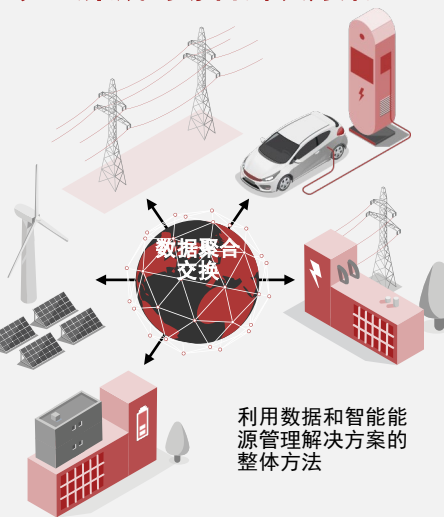 数据聚合
交换
利用数据和智能能
源管理解决方案的
整体方法